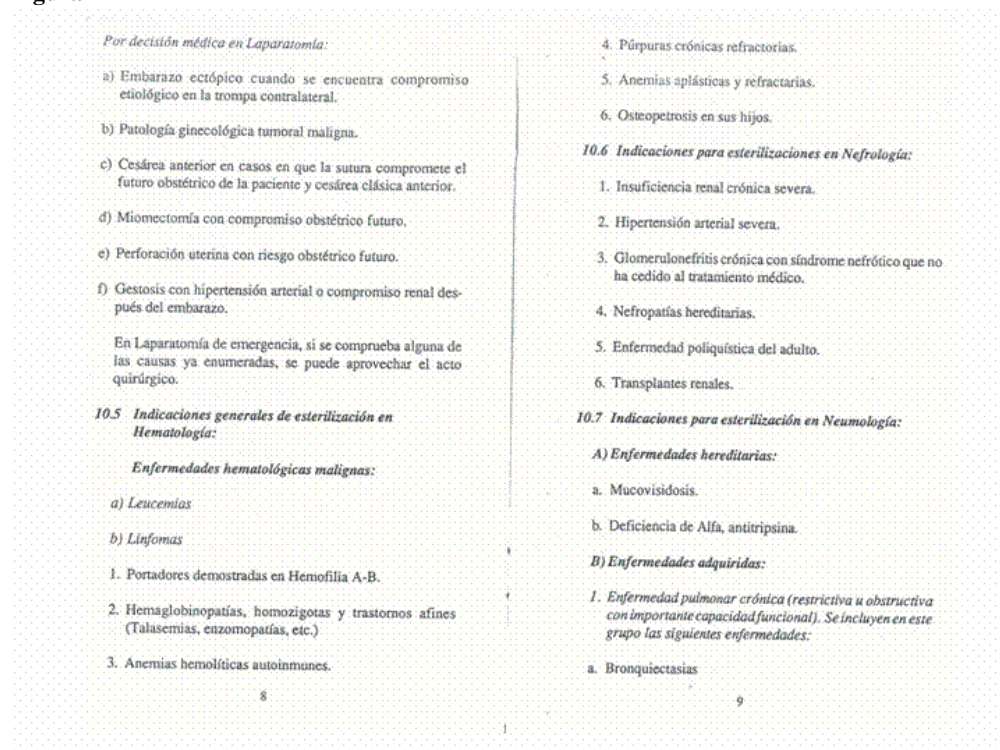 Por decisión médica en Laparatomía:
a) Embarazo ectópico cuando se encuentra compromiso
etiológico en la trompa contralateral.
b) Patología ginecológica tumoral maligna.
c) Cesárea anterior en casos en que la sutura compromete el
futuro obstétrico de la paciente y cesárea clásica anterior.
d) Miomectomía con compromiso obstétrico futuro.
e) Perforación uterina con riesgo obstétrico futuro.
f) Gestosis con hipertensión arterial o compromiso renal des-
pués del embarazo.
En Laparatomía de emergencia, si se comprueba alguna de
las causas ya enumeradas, se puede aprovechar el acto
quirúrgico.
10.5 Indicaciones generales de esterilización en
Hematología:
Enfermedades hematológicas malignas:
a) Leucemias
b) Linfomas
1. Portadores demostradas en Hemofilia A-B.
2. Hemaglobinopatías, homozigotas y trastornos afines
(Talasemias, enzomopatías, etc.)
3. Anemias hemolíticas autoinmunes.
8
4. Púrpuras crónicas refractorias.
5. Anemias aplásticas y refractarias.
6. Osteopetrosis en sus hijos.
10.6 Indicaciones para esterilizaciones en Nefrología:
1. Insuficiencia renal crónica severa.
2. Hipertensión arterial severa.
3. Glomerulonefritis crónica con síndrome nefrótico que no
ha cedido al tratamiento médico.
4. Nefropatías hereditarias.
5. Enfermedad poliquística del adulto.
6. Transplantes renales.
10.7 Indicaciones para esterilización en Neumología:
A) Enfermedades hereditarias:
a. Mucovisidosis.
b. Deficiencia de Alfa, antitripsina.
B) Enfermedades adquiridas:
1. Enfermedad pulmonar crónica (restrictiva u obstructiva
con importante capacidad funcional). Se incluyen en este
grupo las siguientes enfermedades:
a. Bronquiectasias
9